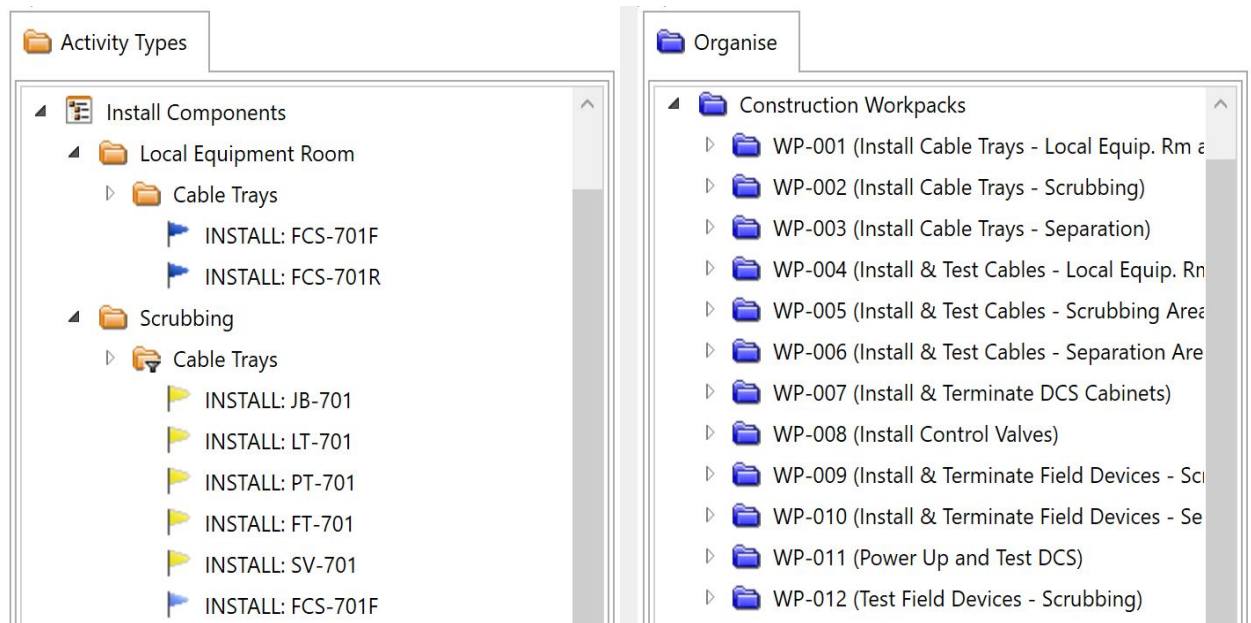 Activity Types
Install Components
Local Equipment Room
Cable Trays
INSTALL: FCS-701F
INSTALL: FCS-701R
Scrubbing
Cable Trays
INSTALL: JB-701
INSTALL: LT-701
INSTALL: PT-701
INSTALL: FT-701
INSTALL: SV-701
INSTALL: FCS-701F
Organise
Construction Workpacks
WP-001 (Install Cable Trays - Local Equip. Rm a
WP-002 (Install Cable Trays - Scrubbing)
WP-003 (Install Cable Trays - Separation)
WP-004 (Install & Test Cables - Local Equip. Rn
WP-005 (Install & Test Cables - Scrubbing Area
WP-006 (Install & Test Cables - Separation Are
WP-007 (Install & Terminate DCS Cabinets)
WP-008 (Install Control Valves)
WP-009 (Install & Terminate Field Devices - Scr
WP-010 (Install & Terminate Field Devices - Se
WP-011 (Power Up and Test DCS)
WP-012 (Test Field Devices - Scrubbing)